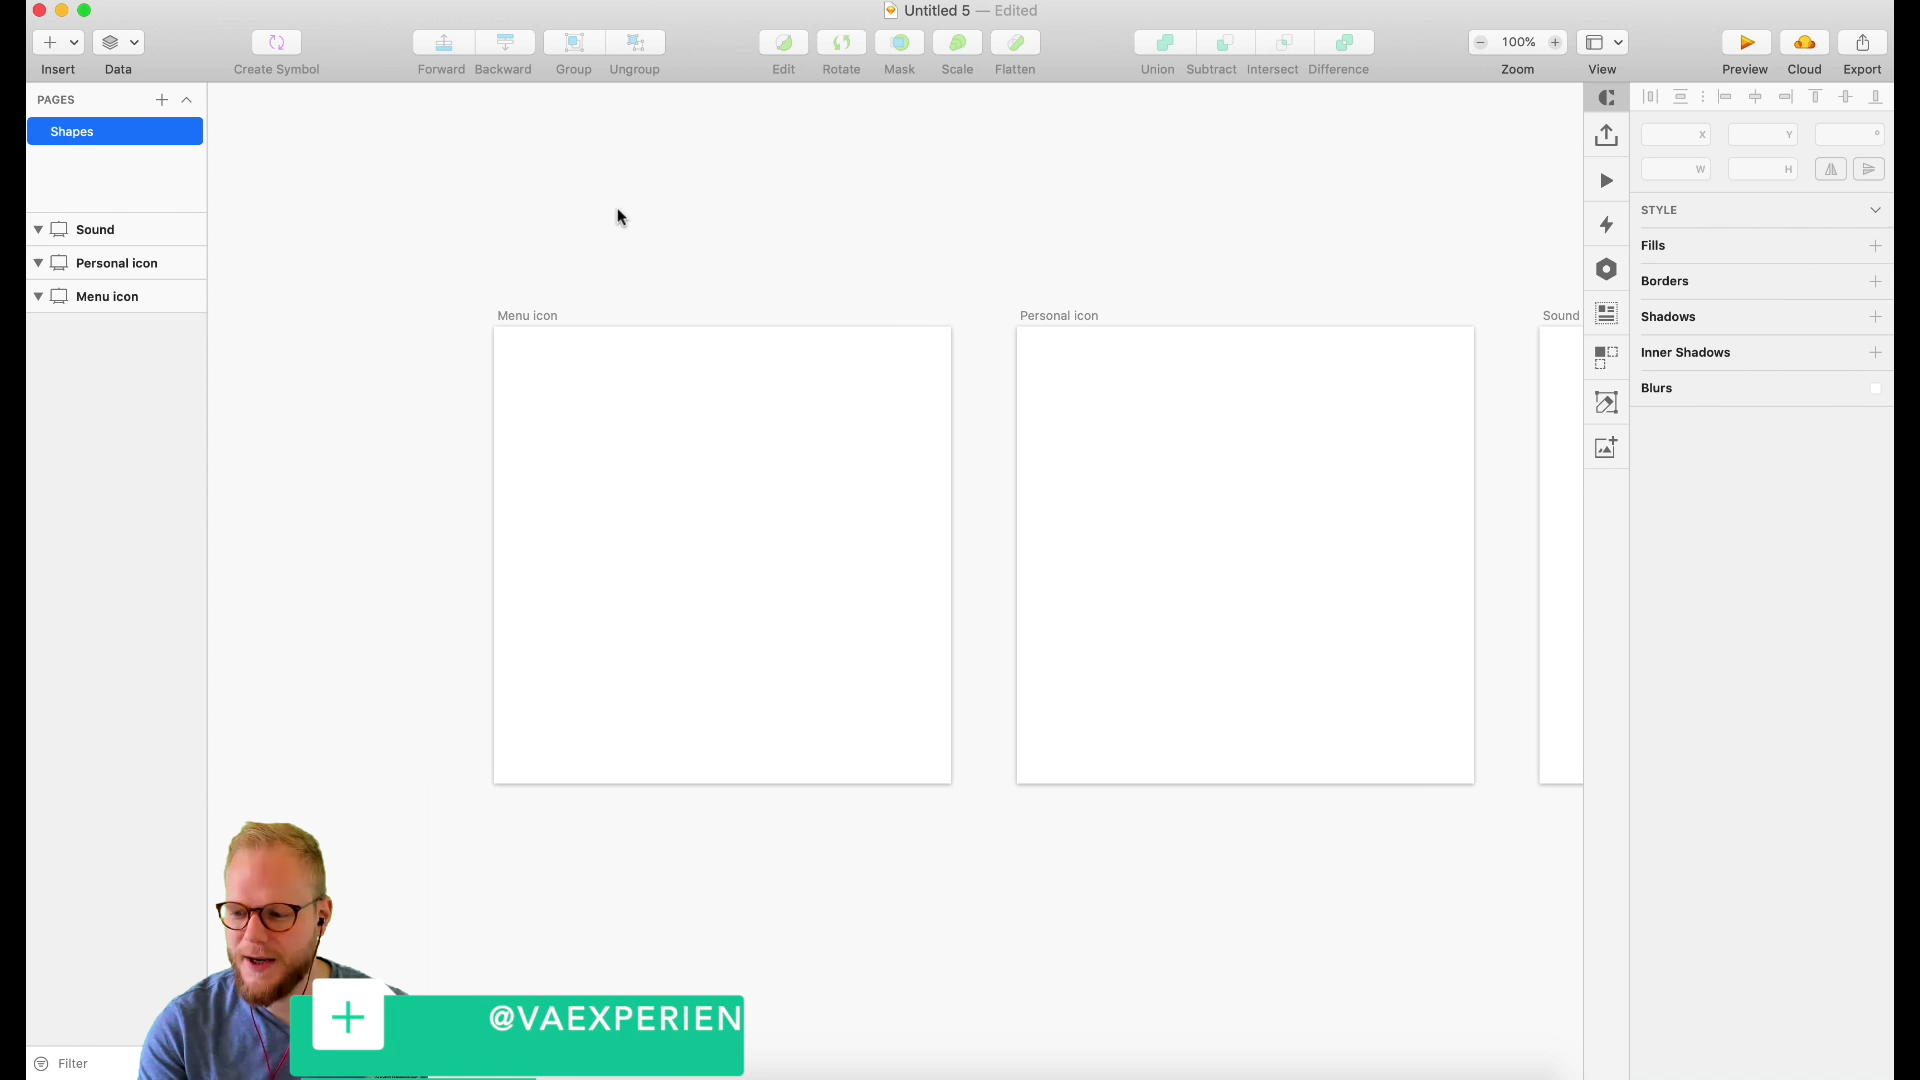 Untitled 5 — Edited
100%
Insert
Data
Create Symbol
Forward
Backward
Group
Ungroup
Edit
Rotate
Mask
Scale
Flatten
Union
Subtract
Intersect
Difference
Zoom
View
Preview
Cloud
Export
PAGES
Shapes
Sound
Personal icon
Menu icon
Filter
Menu icon
Personal icon
Sound
X
Y
°
W
H
STYLE
Fills
Borders
Shadows
Inner Shadows
Blurs
@VAEXPERIEN